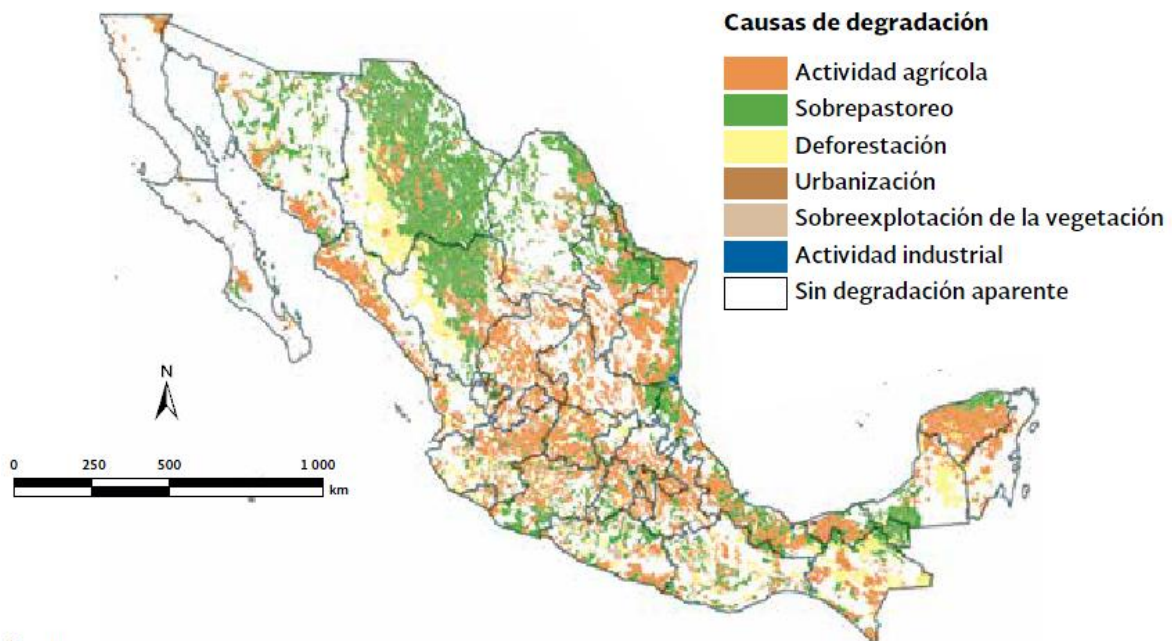 Causas de degradación
Actividad agrícola
Sobrepastoreo
Deforestación
Urbanización
Sobreexplotación de la vegetación
Actividad industrial
Sin degradación aparente
N
0 250 500 1 000
km